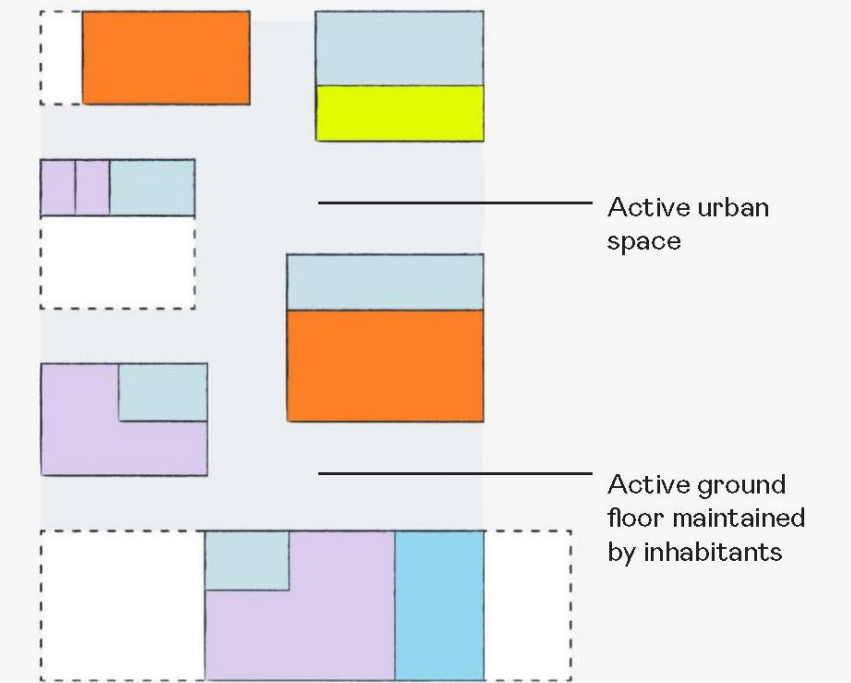 Active urban
space
Active ground
floor maintained
by inhabitants